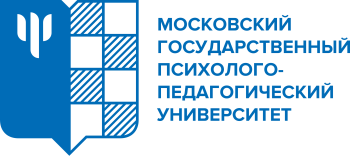 МОСКОВСКИЙ
ГОСУДАРСТВЕННЫЙ
ПСИХОЛОГО-
ПЕДАГОГИЧЕСКИЙ
УНИВЕРСИТЕТ